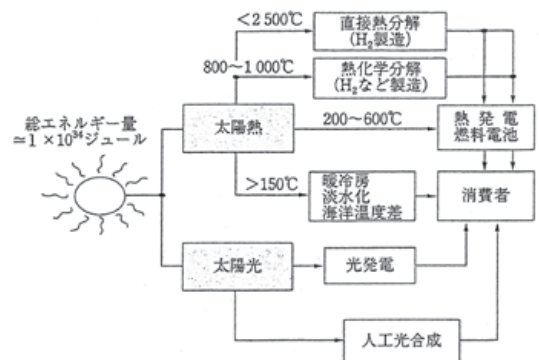 <2 500℃
直接熱分解
(H₂製造)
800~1 000℃
熱化学分解
(H₂など製造)
総エネルギー量
≃1 ×10³⁴ジュール
太陽熱
200~600℃
熱発電
燃料電池
>150℃
暖冷房
淡水化
海洋温度差
消費者
太陽光
光発電
人工光合成